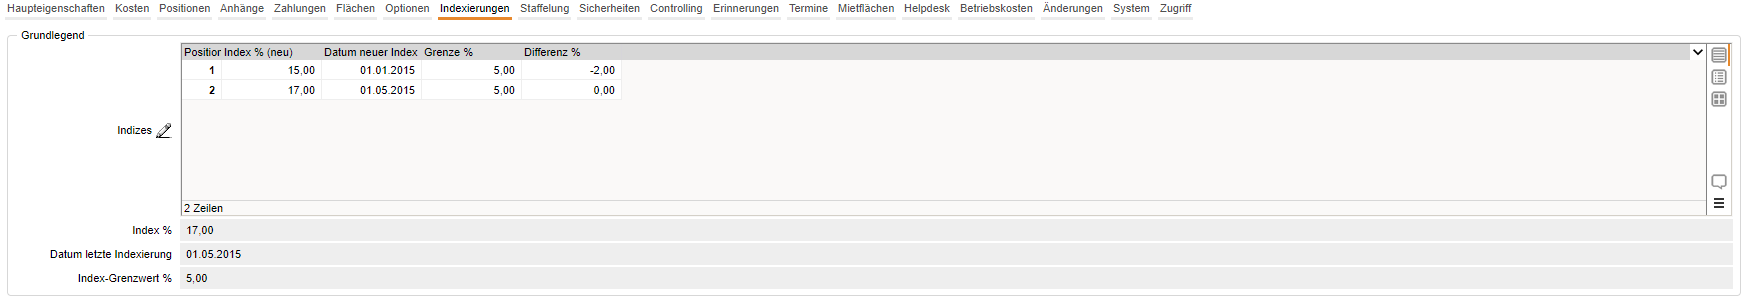 Haupteigenschaften Kosten Positionen Anhänge Zahlungen Flächen Optionen Indexierungen Staffelung Sicherheiten Controlling Erinnerungen Termine Mietflächen Helpdesk Betriebskosten Änderungen System Zugriff
Grundlegend
Position Index % (neu) Datum neuer Index Grenze % Differenz %
1 15,00 01.01.2015 5,00 -2,00
2 17,00 01.05.2015 5,00 0,00
Indizes
2 Zeilen
Index % 17,00
Datum letzte Indexierung 01.05.2015
Index-Grenzwert % 5,00